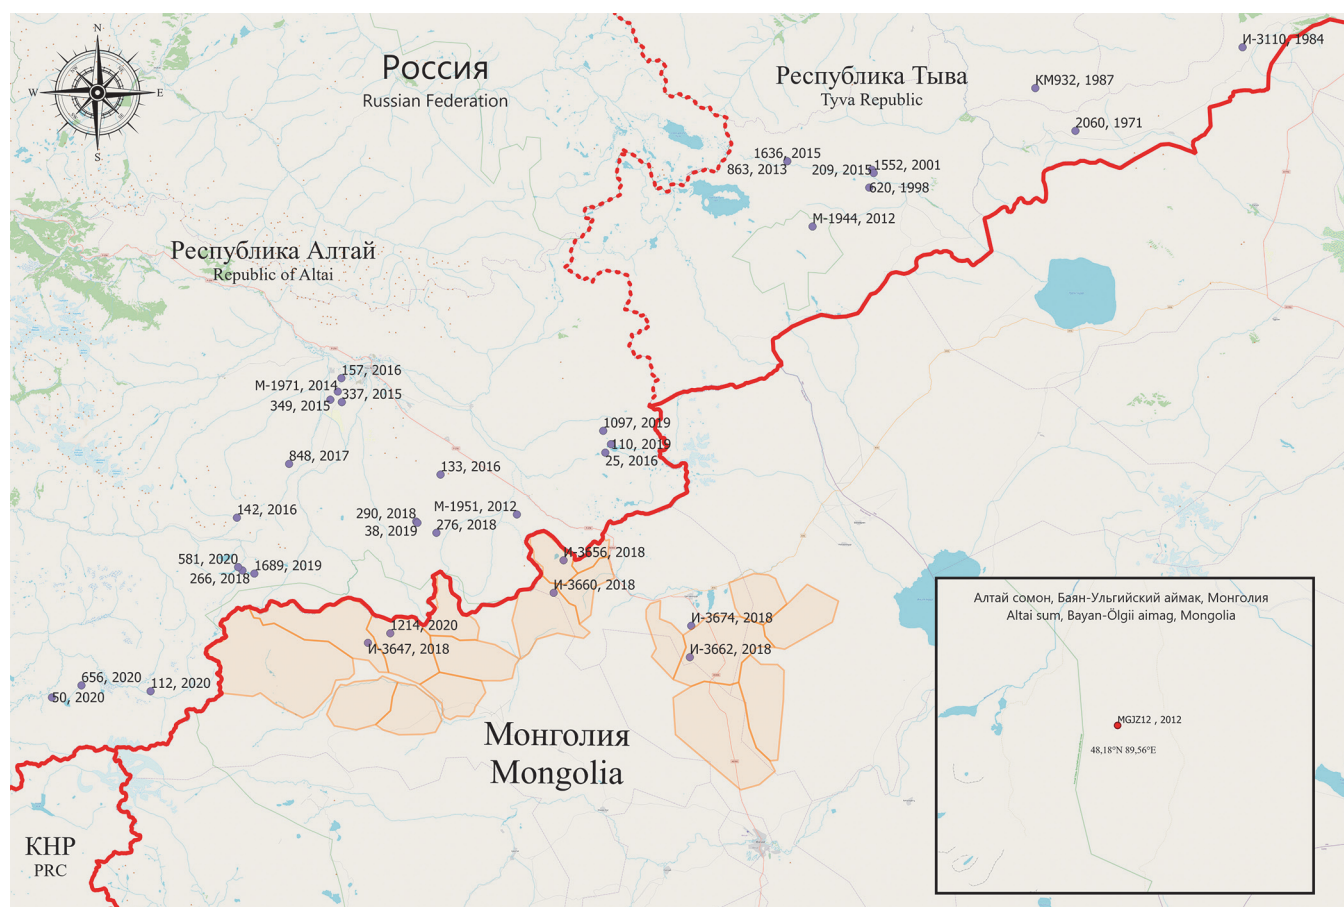 N
W
E
S
Россия
Russian Federation
Республика Тыва
Tyva Republic
И-3110, 1984
КМ932, 1987
2060, 1971
1636, 2015
863, 2013
209, 2015
1552, 2001
620, 1998
М-1944, 2012
Республика Алтай
Republic of Altai
157, 2016
М-1971, 2014
337, 2015
349, 2015
1097, 2019
110, 2019
25, 2016
848, 2017
133, 2016
142, 2016
290, 2018
38, 2019
М-1951, 2012
276, 2018
581, 2020
266, 2018
1689, 2019
И-3656, 2018
И-3660, 2018
1214, 2020
И-3647, 2018
И-3674, 2018
И-3662, 2018
656, 2020
50, 2020
112, 2020
Монголия
Mongolia
КНР
PRC
Алтай сомон, Баян-Ульгийский аймак, Монголия
Altai sum, Bayan-Ölgii aimag, Mongolia
MGJZ12 , 2012
48,18°N 89,56°E